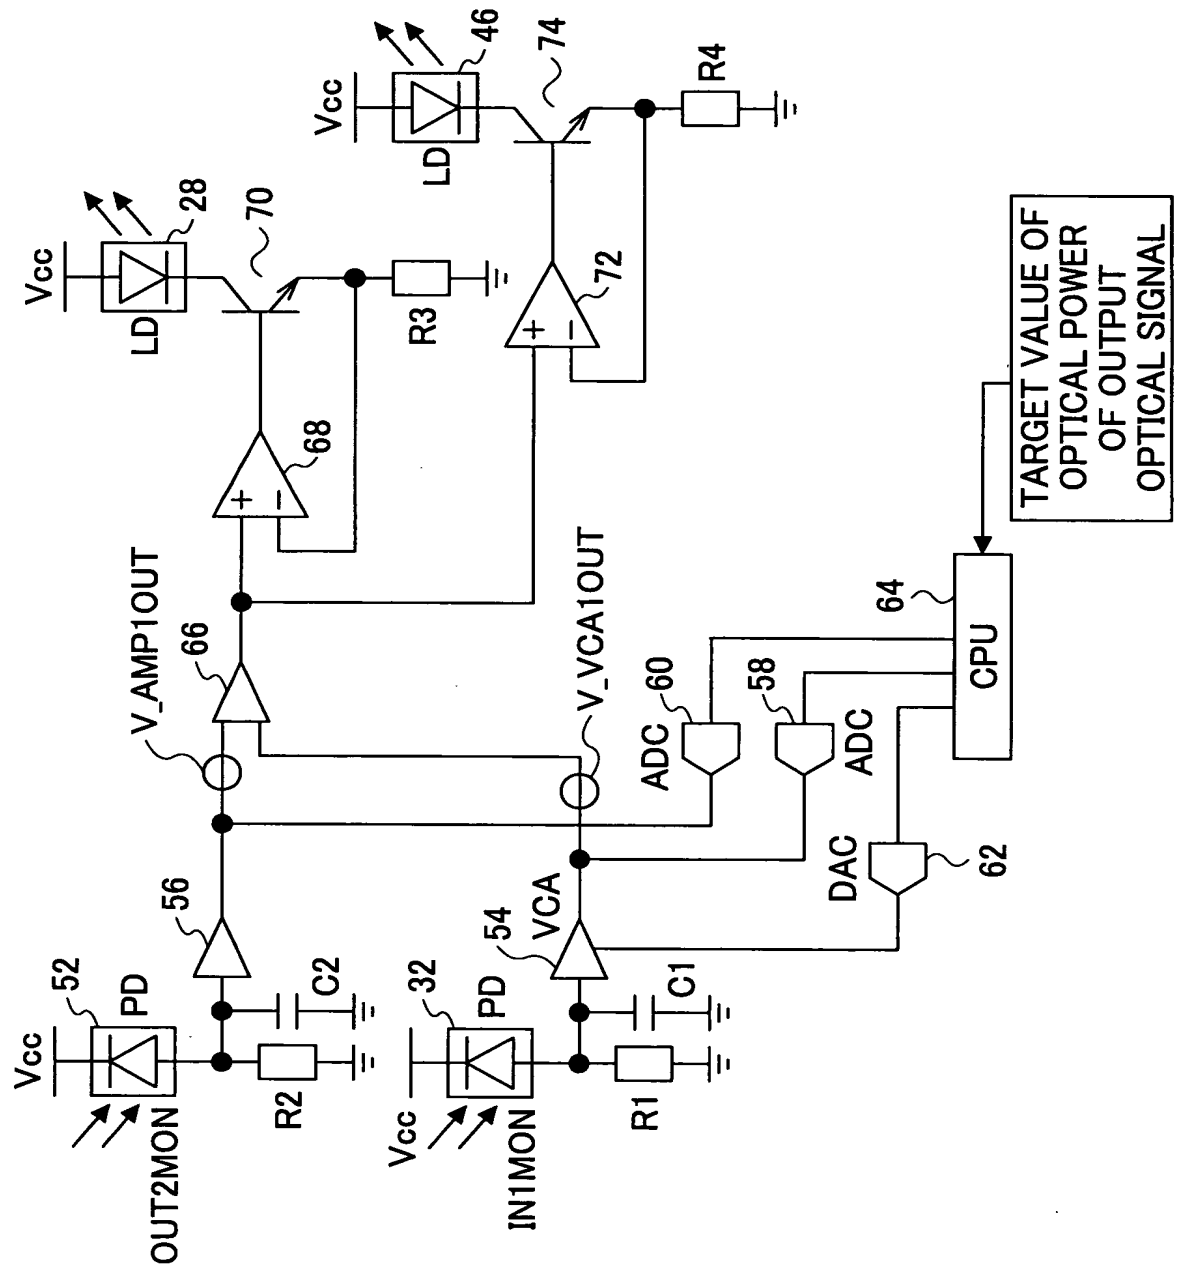 Vcc
52
PD
OUT2MON
R2
C2
56
V_AMP1OUT
66
68
Vcc
28
LD
70
R3
Vcc
46
LD
74
72
R4
Vcc
32
PD
IN1MON
R1
C1
54
VCA
V_VCA1OUT
60
ADC
58
ADC
DAC
62
64
CPU
TARGET VALUE OF
OPTICAL POWER
OF OUTPUT
OPTICAL SIGNAL
+
−
+
−